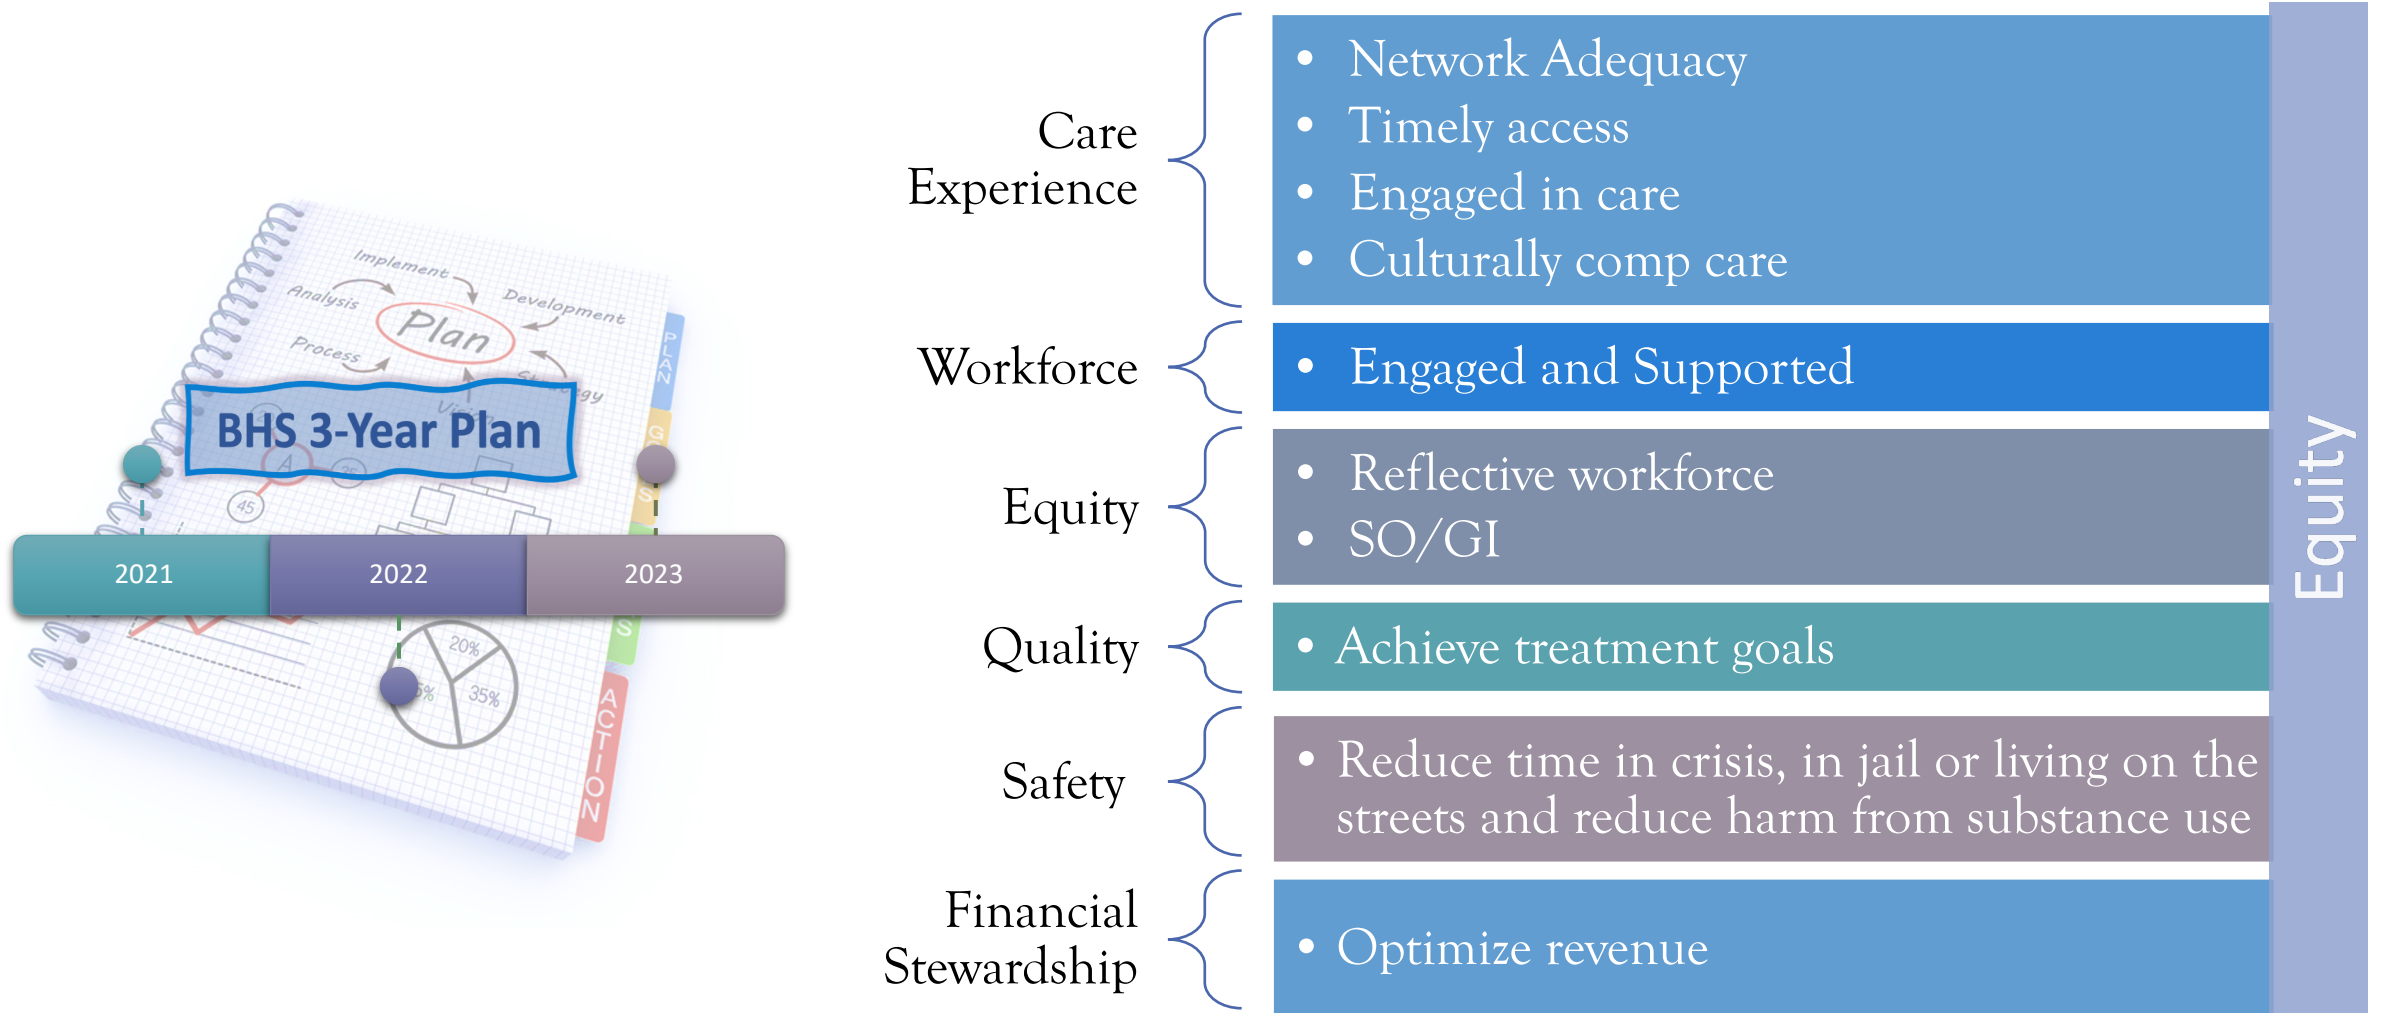 Implement
Analysis
Development
Plan
Process
Strategy
BHS 3-Year Plan
45
2021
2022
2023
20%
35%
PLAN
ACTION
Care
Experience
• Network Adequacy
• Timely access
• Engaged in care
• Culturally comp care
Workforce
• Engaged and Supported
Equity
• Reflective workforce
• SO/GI
Quality
• Achieve treatment goals
Safety
• Reduce time in crisis, in jail or living on the
streets and reduce harm from substance use
Financial
Stewardship
• Optimize revenue
Equity